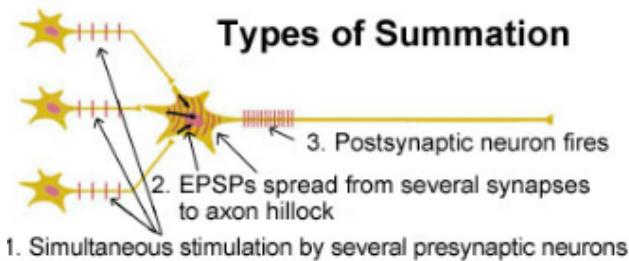 Types of Summation
3. Postsynaptic neuron fires
2. EPSPs spread from several synapses
to axon hillock
1. Simultaneous stimulation by several presynaptic neurons